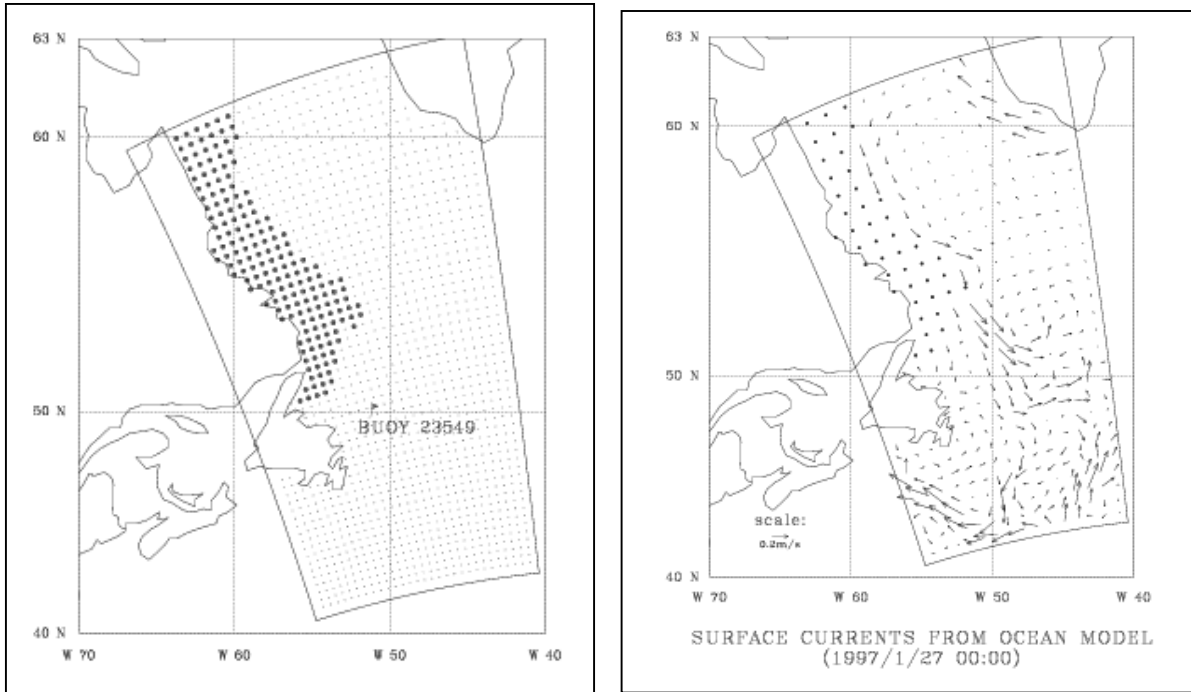 63 N
60 N
50 N
40 N
W 70
W 60
W 50
W 40
BUOY 23549
63 N
60 N
50 N
40 N
W 70
W 60
W 50
W 40
scale:
0.2m/s
SURFACE CURRENTS FROM OCEAN MODEL
(1997/1/27 00:00)